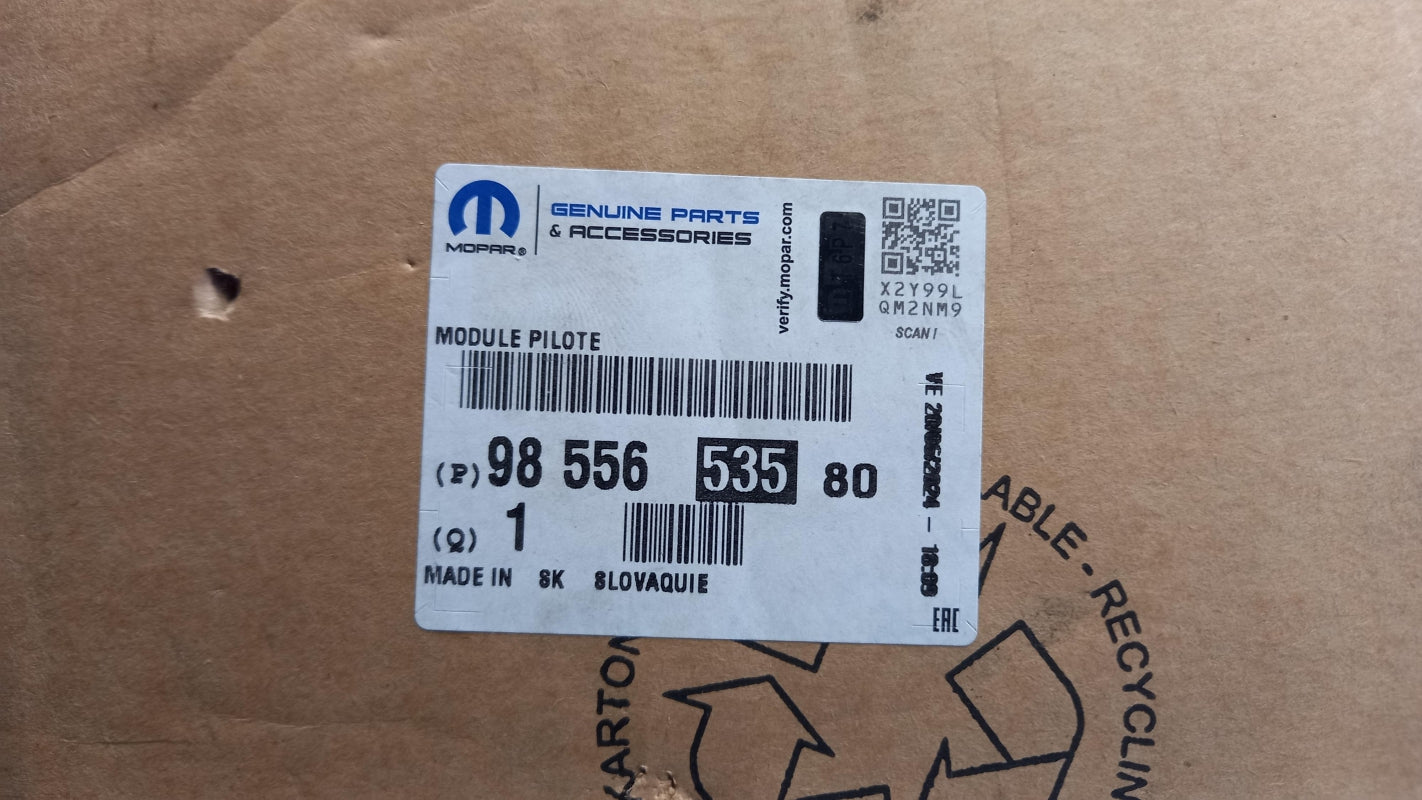 MOPAR®
GENUINE PARTS
& ACCESSORIES
verify.mopar.com
X2Y99L
QM2NM9
SCAN!
MODULE PILOTE
(P) 98 556 535 80
(Q) 1
MADE IN SK SLOVAQUIE
VE
EAC
ABLE - RECYCLIN
KARTON